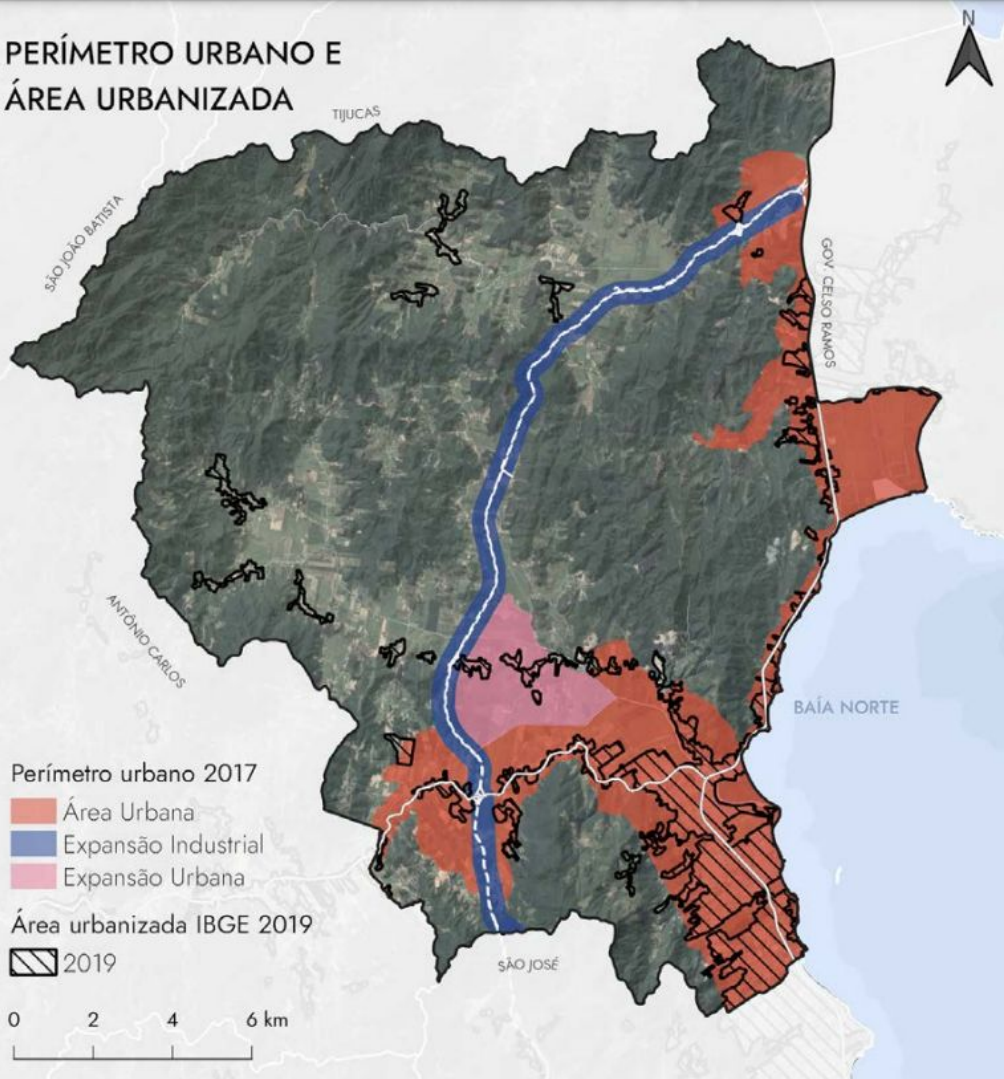 PERÍMETRO URBANO E
ÁREA URBANIZADA
N
TIJUCAS
SÃO JOÃO BATISTA
GOV. CELSO RAMOS
ANTÔNIO CARLOS
BAÍA NORTE
Perímetro urbano 2017
Área Urbana
Expansão Industrial
Expansão Urbana
Área urbanizada IBGE 2019
2019
SÃO JOSÉ
0 2 4 6 km